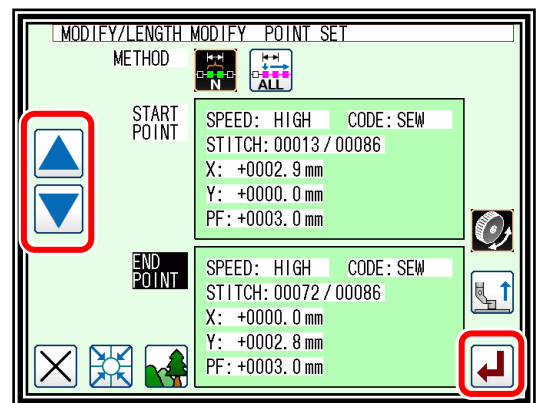 MODIFY/LENGTH MODIFY POINT SET
METHOD
N
ALL
START
POINT
SPEED: HIGH CODE: SEW
STITCH: 00013 / 00086
X: +0002.9 mm
Y: +0000.0 mm
PF: +0003.0 mm
END
POINT
SPEED: HIGH CODE: SEW
STITCH: 00072 / 00086
X: +0000.0 mm
Y: +0002.8 mm
PF: +0003.0 mm